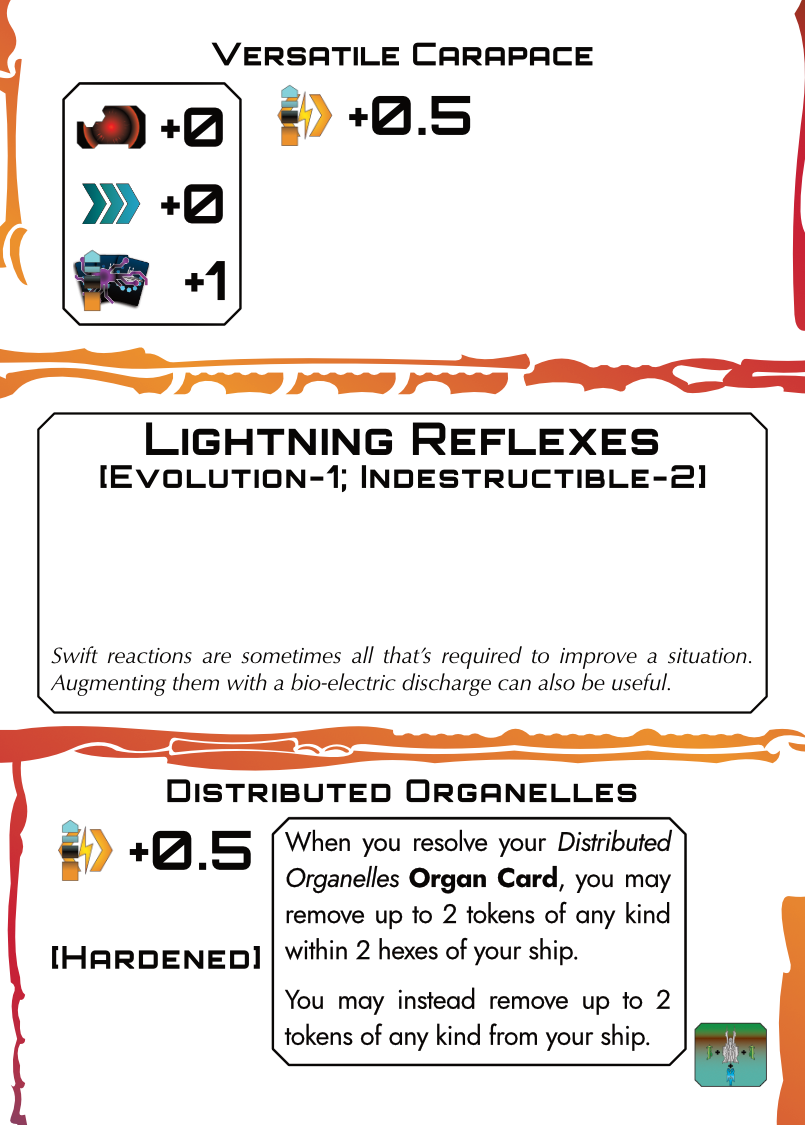 Versatile Carapace
+0
+0.5
+0
+1
Lightning Reflexes
[Evolution-1; Indestructible-2]
Swift reactions are sometimes all that’s required to improve a situation.
Augmenting them with a bio-electric discharge can also be useful.
Distributed Organelles
+0.5
[Hardened]
When you resolve your Distributed
Organelles Organ Card, you may
remove up to 2 tokens of any kind
within 2 hexes of your ship.
You may instead remove up to 2
tokens of any kind from your ship.